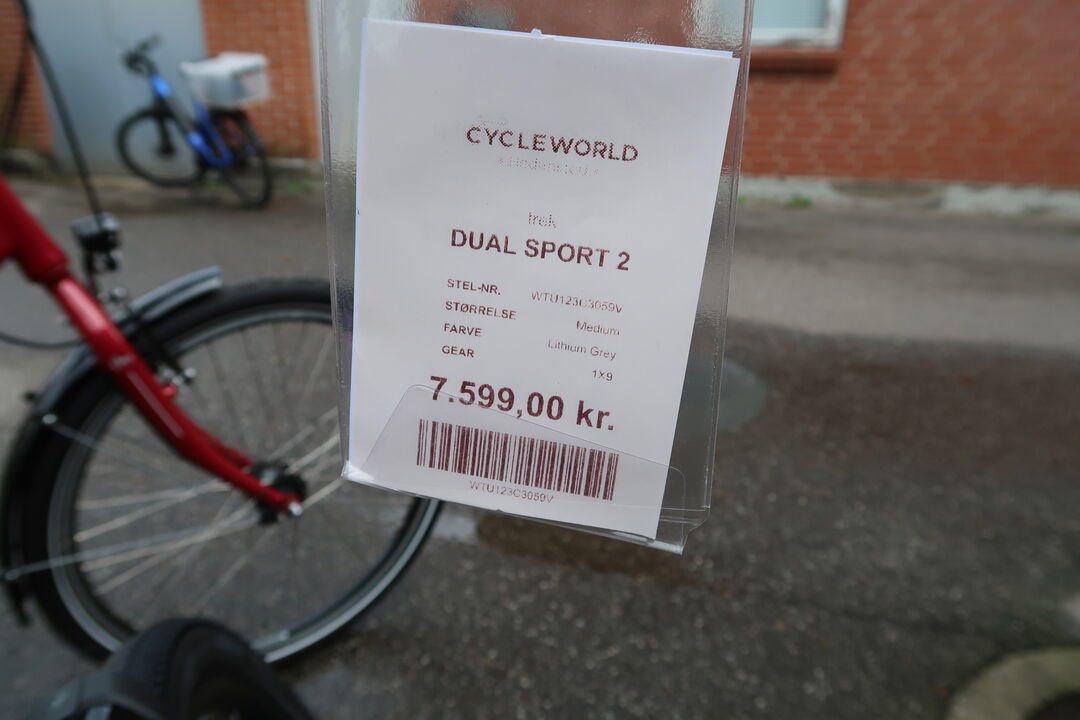 CYCLEWORLD
• Hedensted •
trek
DUAL SPORT 2
STEL-NR. WTU123C3059V
STØRRELSE Medium
FARVE Lithium Grey
GEAR 1X9
7.599,00 kr.
WTU123C3059V